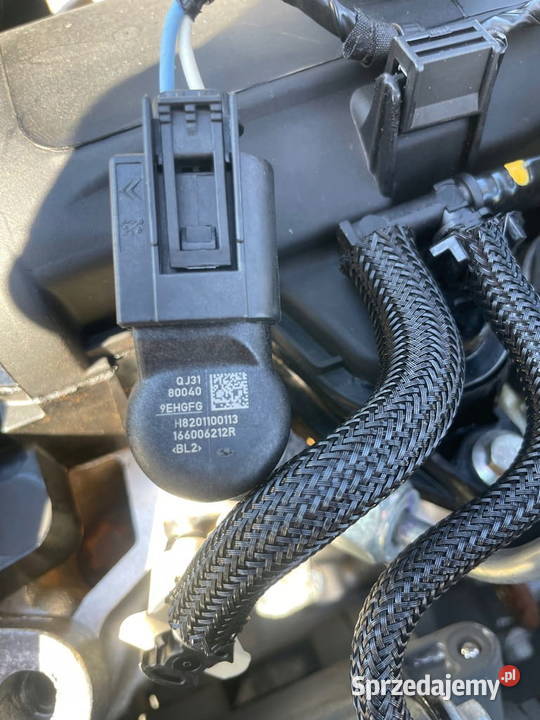 QJ31
80040
9EHGFG
H8201100113
166006212R
<BL2>
Sprzedajemy.pl